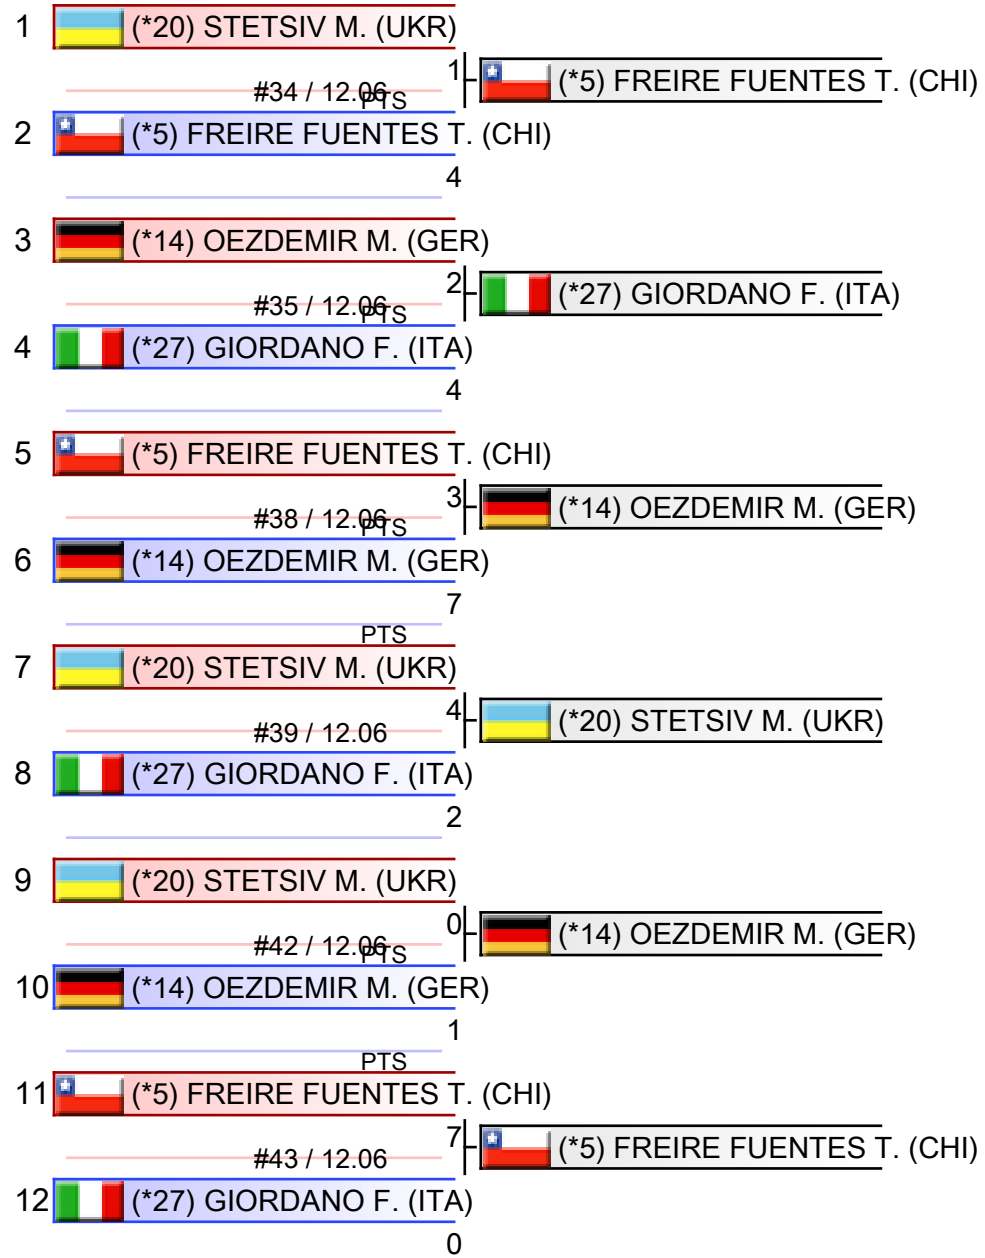 1 (*20) STETSIV M. (UKR)
1 (*5) FREIRE FUENTES T. (CHI)
#34 / 12.06 PTS
2 (*5) FREIRE FUENTES T. (CHI)
4
3 (*14) OEZDEMIR M. (GER)
2 (*27) GIORDANO F. (ITA)
#35 / 12.06 PTS
4 (*27) GIORDANO F. (ITA)
4
5 (*5) FREIRE FUENTES T. (CHI)
3 (*14) OEZDEMIR M. (GER)
#38 / 12.06 PTS
6 (*14) OEZDEMIR M. (GER)
7
PTS
7 (*20) STETSIV M. (UKR)
4 (*20) STETSIV M. (UKR)
#39 / 12.06
8 (*27) GIORDANO F. (ITA)
2
9 (*20) STETSIV M. (UKR)
0 (*14) OEZDEMIR M. (GER)
#42 / 12.06 PTS
10 (*14) OEZDEMIR M. (GER)
1
PTS
11 (*5) FREIRE FUENTES T. (CHI)
7 (*5) FREIRE FUENTES T. (CHI)
#43 / 12.06
12 (*27) GIORDANO F. (ITA)
0